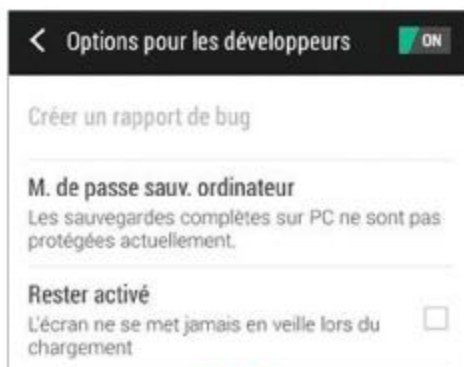 Options pour les développeurs
ON
Créer un rapport de bug
M. de passe sauv. ordinateur
Les sauvegardes complètes sur PC ne sont pas
protégées actuellement.
Rester activé
L'écran ne se met jamais en veille lors du
chargement